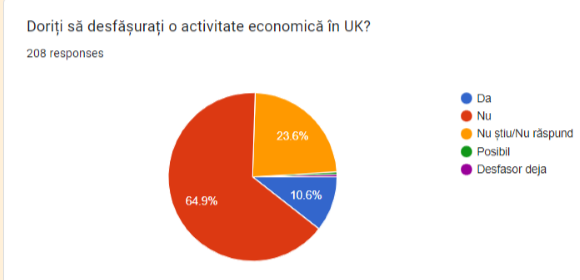 Doriți să desfășurați o activitate economică în UK?
208 responses
23.6%
64.9%
10.6%
Da
Nu
Nu știu/Nu răspund
Posibil
Desfasor deja